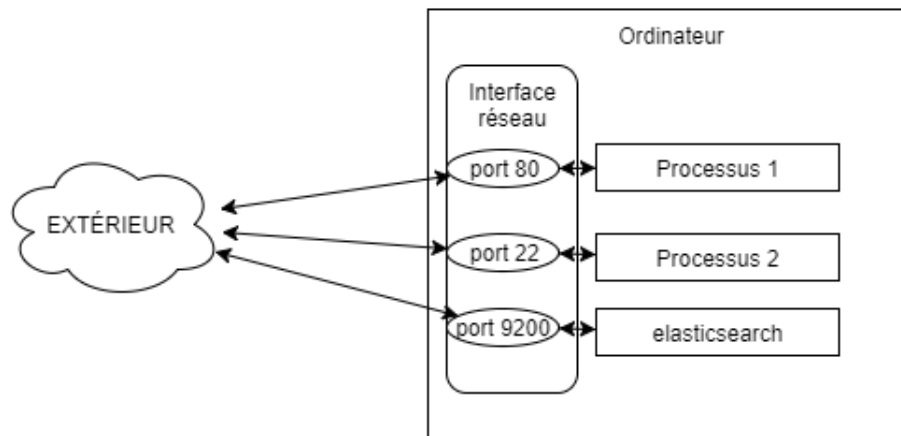 Ordinateur
Interface
réseau
EXTÉRIEUR
port 80
Processus 1
port 22
Processus 2
port 9200
elasticsearch